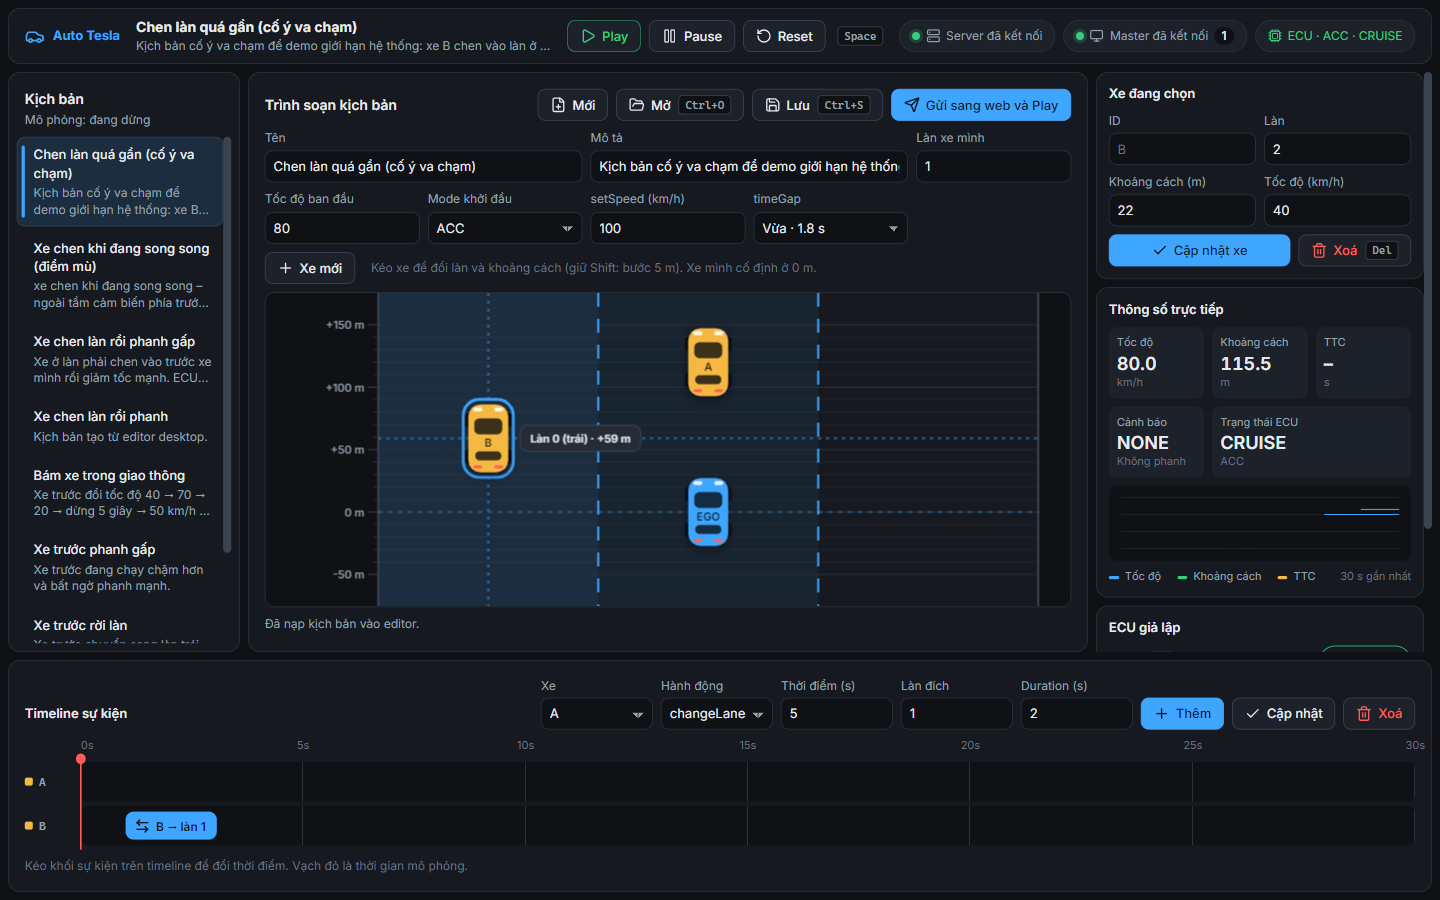 Auto Tesla
Chen làn quá gần (cố ý va chạm)
Kịch bản cố ý va chạm để demo giới hạn hệ thống: xe B chen vào làn ở ...
Play
Pause
Reset
Space
Server đã kết nối
Master đã kết nối 1
ECU · ACC · CRUISE
Kịch bản
Mô phỏng: đang dừng
Chen làn quá gần (cố ý va
chạm)
Kịch bản cố ý va chạm để
demo giới hạn hệ thống: xe B...
Xe chen khi đang song song
(điểm mù)
xe chen khi đang song song –
ngoài tầm cảm biến phía trướ...
Xe chen làn rồi phanh gấp
Xe ở làn phải chen vào trước xe
mình rồi giảm tốc mạnh. ECU...
Xe chen làn rồi phanh
Kịch bản tạo từ editor desktop.
Bám xe trong giao thông
Xe trước đổi tốc độ 40 → 70 →
20 → dừng 5 giây → 50 km/h ...
Xe trước phanh gấp
Xe trước đang chạy chậm hơn
và bất ngờ phanh mạnh.
Xe trước rời làn
Trình soạn kịch bản
Mới
Mở Ctrl+O
Lưu Ctrl+S
Gửi sang web và Play
Tên
Mô tả
Làn xe mình
Chen làn quá gần (cố ý va chạm)
Kịch bản cố ý va chạm để demo giới hạn hệ thốn
1
Tốc độ ban đầu
Mode khởi đầu
setSpeed (km/h)
timeGap
80
ACC
100
Vừa · 1.8 s
Xe mới
Kéo xe để đổi làn và khoảng cách (giữ Shift: bước 5 m). Xe mình cố định ở 0 m.
+150 m
+100 m
+50 m
0 m
-50 m
A
B
Làn 0 (trái) · +59 m
EGO
Đã nạp kịch bản vào editor.
Xe đang chọn
ID
Làn
B
2
Khoảng cách (m)
Tốc độ (km/h)
22
40
Cập nhật xe
Xoá Del
Thông số trực tiếp
Tốc độ
80.0
km/h
Khoảng cách
115.5
m
TTC
–
s
Cảnh báo
NONE
Không phanh
Trạng thái ECU
CRUISE
ACC
Tốc độ
Khoảng cách
TTC
30 s gần nhất
ECU giả lập
Timeline sự kiện
Xe
Hành động
Thời điểm (s)
Làn đích
Duration (s)
A
changeLane
5
1
2
Thêm
Cập nhật
Xoá
0s
5s
10s
15s
20s
25s
30s
A
B
B → làn 1
Kéo khối sự kiện trên timeline để đổi thời điểm. Vạch đỏ là thời gian mô phỏng.